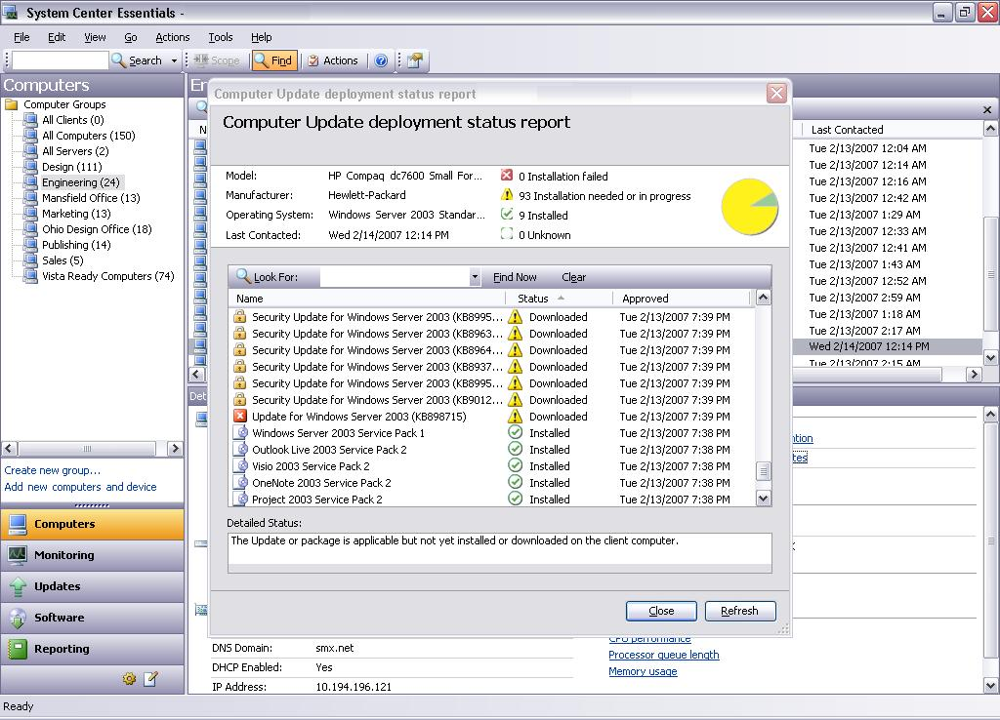 System Center Essentials -
File Edit View Go Actions Tools Help
Search Scope Find Actions
Computers
Computer Groups
All Clients (0)
All Computers (150)
All Servers (2)
Design (111)
Engineering (24)
Mansfield Office (13)
Marketing (13)
Ohio Design Office (18)
Publishing (14)
Sales (5)
Vista Ready Computers (74)
Create new group...
Add new computers and device
Computers
Monitoring
Updates
Software
Reporting
Computer Update deployment status report
Computer Update deployment status report
Model: HP Compaq dc7600 Small For... 0 Installation failed
Manufacturer: Hewlett-Packard 93 Installation needed or in progress
Operating System: Windows Server 2003 Standar... 9 Installed
Last Contacted: Wed 2/14/2007 12:14 PM 0 Unknown
Look For: Find Now Clear
Name Status Approved
Security Update for Windows Server 2003 (KB8995... Downloaded Tue 2/13/2007 7:39 PM
Security Update for Windows Server 2003 (KB8963... Downloaded Tue 2/13/2007 7:39 PM
Security Update for Windows Server 2003 (KB8964... Downloaded Tue 2/13/2007 7:39 PM
Security Update for Windows Server 2003 (KB8937... Downloaded Tue 2/13/2007 7:39 PM
Security Update for Windows Server 2003 (KB8995... Downloaded Tue 2/13/2007 7:39 PM
Security Update for Windows Server 2003 (KB9012... Downloaded Tue 2/13/2007 7:39 PM
Update for Windows Server 2003 (KB898715) Downloaded Tue 2/13/2007 7:39 PM
Windows Server 2003 Service Pack 1 Installed Tue 2/13/2007 7:38 PM
Outlook Live 2003 Service Pack 2 Installed Tue 2/13/2007 7:38 PM
Visio 2003 Service Pack 2 Installed Tue 2/13/2007 7:38 PM
OneNote 2003 Service Pack 2 Installed Tue 2/13/2007 7:38 PM
Project 2003 Service Pack 2 Installed Tue 2/13/2007 7:38 PM
Detailed Status:
The Update or package is applicable but not yet installed or downloaded on the client computer.
Close Refresh
Last Contacted
Tue 2/13/2007 12:04 AM
Tue 2/13/2007 12:14 AM
Tue 2/13/2007 12:16 AM
Tue 2/13/2007 12:42 AM
Tue 2/13/2007 1:29 AM
Tue 2/13/2007 12:33 AM
Tue 2/13/2007 12:41 AM
Tue 2/13/2007 1:43 AM
Tue 2/13/2007 12:52 AM
Tue 2/13/2007 2:59 AM
Tue 2/13/2007 1:18 AM
Tue 2/13/2007 2:17 AM
Wed 2/14/2007 12:14 PM
Tue 2/13/2007 2:15 AM
CPU performance
DNS Domain: smx.net
Processor queue length
DHCP Enabled: Yes
Memory usage
IP Address: 10.194.196.121
Ready